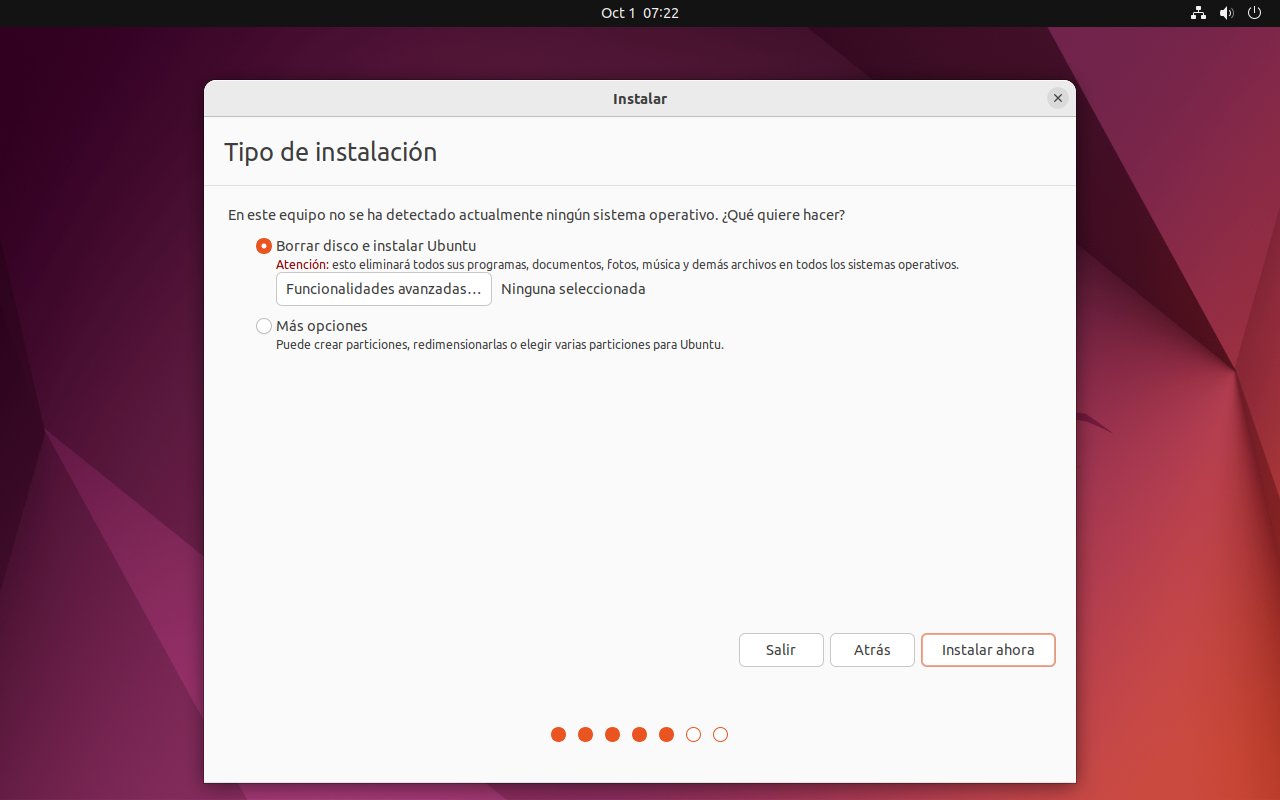 Oct 1 07:22
Instalar
Tipo de instalación
En este equipo no se ha detectado actualmente ningún sistema operativo. ¿Qué quiere hacer?
Borrar disco e instalar Ubuntu
Atención: esto eliminará todos sus programas, documentos, fotos, música y demás archivos en todos los sistemas operativos.
Funcionalidades avanzadas... Ninguna seleccionada
Más opciones
Puede crear particiones, redimensionarlas o elegir varias particiones para Ubuntu.
Salir Atrás Instalar ahora